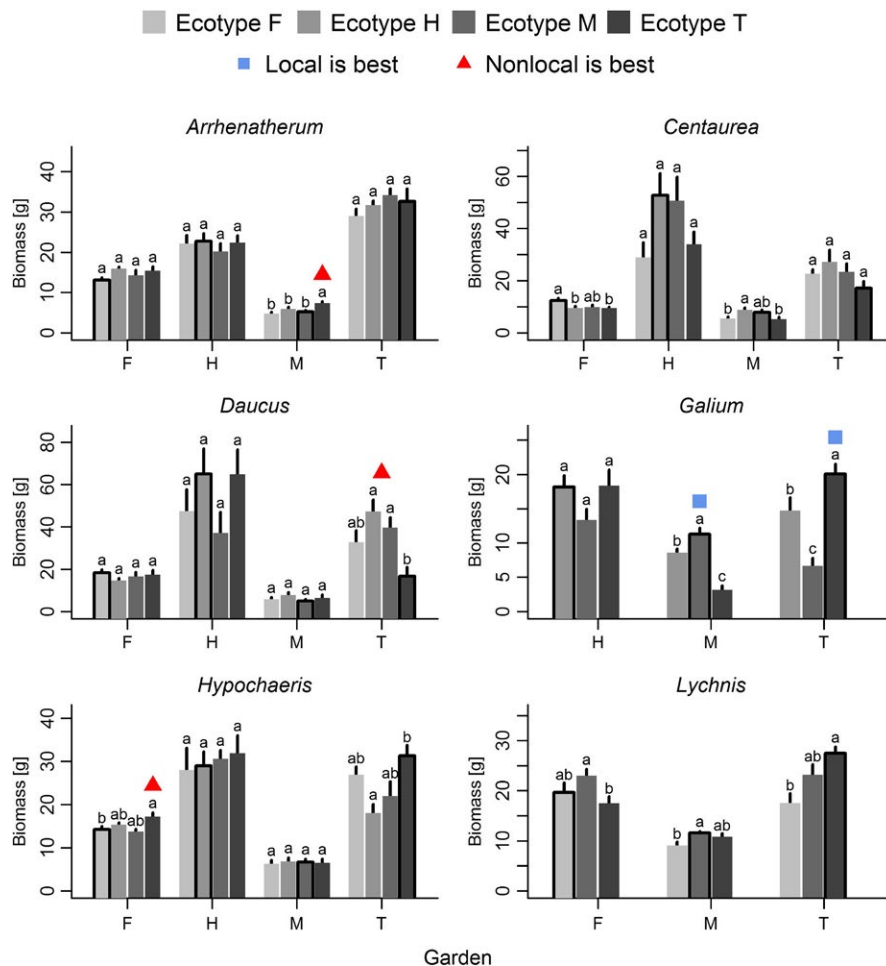 Ecotype F Ecotype H Ecotype M Ecotype T
Local is best Nonlocal is best
Arrhenatherum
Biomass [g]
0 10 20 30 40
a a a a a a a a b b b a a a a a
F H M T
Centaurea
Biomass [g]
0 20 40 60
a b ab b a a a a b a ab b a a a a
F H M T
Daucus
Biomass [g]
0 20 40 60 80
a a a a a a a a a a a a ab a a b
F H M T
Galium
Biomass [g]
0 5 10 20
a a a b a c b c a
H M T
Hypochaeris
Biomass [g]
0 10 20 30 40
b ab ab a a a a a a a a a ab a ab b
F H M T
Lychnis
Biomass [g]
0 10 20 30
ab a b b a ab b ab a
F M T
Garden